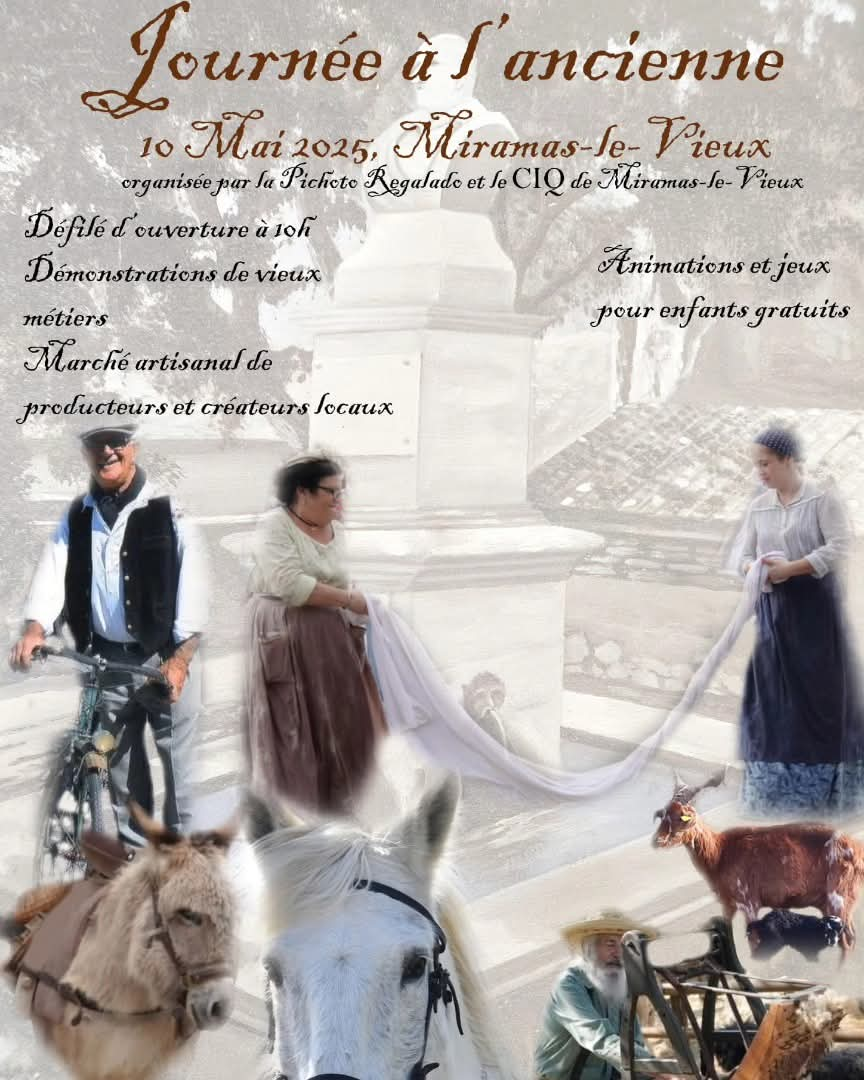 Journée à l'ancienne
10 Mai 2025, Miramas-le-Vieux
organisée par la Pichoto Regalado et le CIQ de Miramas-le-Vieux
Défilé d'ouverture à 10h
Démonstrations de vieux
métiers
Marché artisanal de
producteurs et créateurs locaux
Animations et jeux
pour enfants gratuits